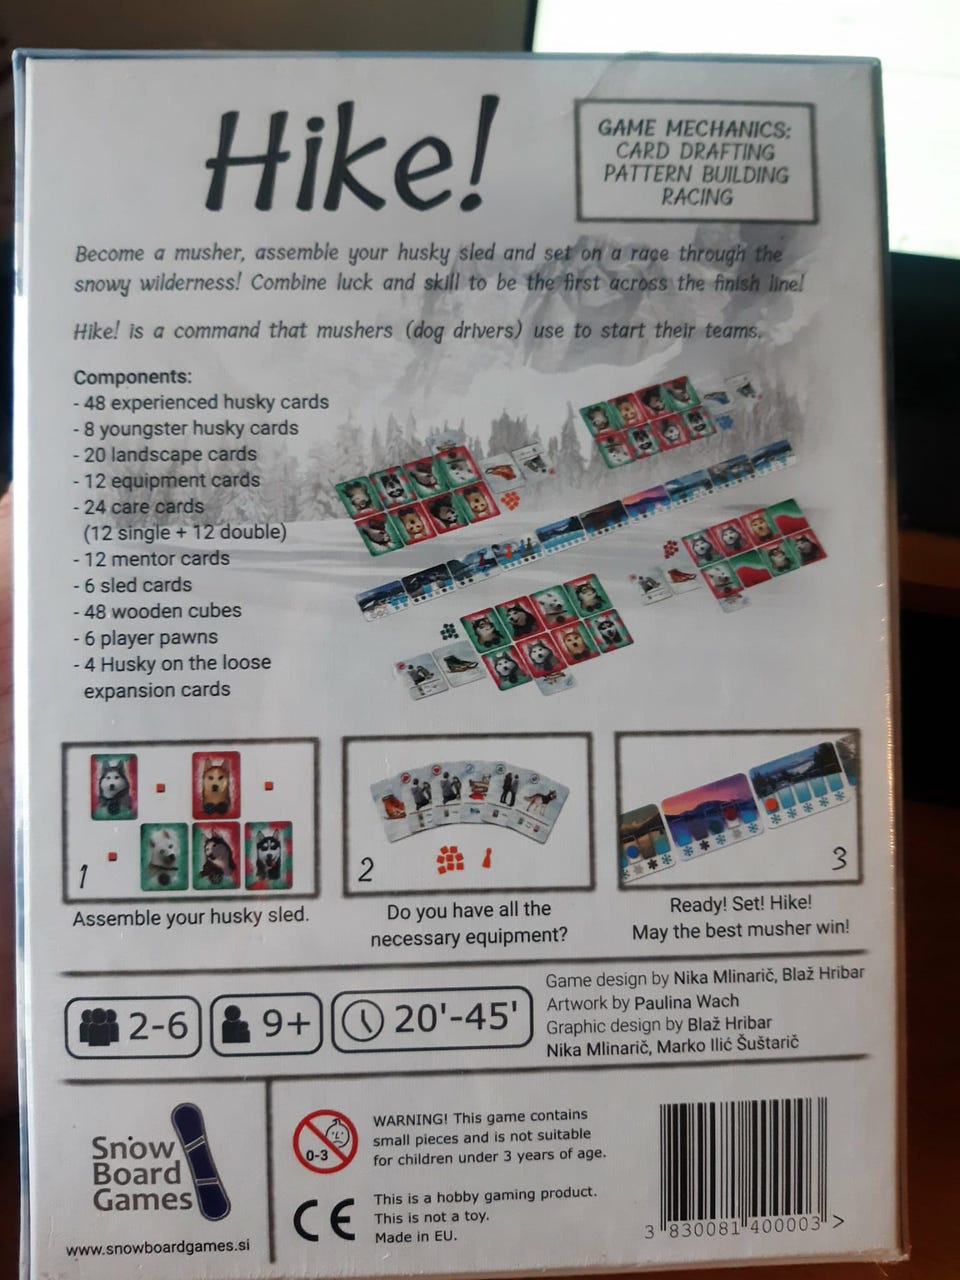 Hike!
GAME MECHANICS:
CARD DRAFTING
PATTERN BUILDING
RACING
Become a musher, assemble your husky sled and set on a race through the
snowy wilderness! Combine luck and skill to be the first across the finish line!
Hike! is a command that mushers (dog drivers) use to start their teams.
Components:
- 48 experienced husky cards
- 8 youngster husky cards
- 20 landscape cards
- 12 equipment cards
- 24 care cards
(12 single + 12 double)
- 12 mentor cards
- 6 sled cards
- 48 wooden cubes
- 6 player pawns
- 4 Husky on the loose
expansion cards
1
2
3
Assemble your husky sled.
Do you have all the
necessary equipment?
Ready! Set! Hike!
May the best musher win!
2-6
9+
20'-45'
Game design by Nika Mlinarič, Blaž Hribar
Artwork by Paulina Wach
Graphic design by Blaž Hribar
Nika Mlinarič, Marko Ilić Šuštarič
Snow
Board
Games
www.snowboardgames.si
0-3
WARNING! This game contains
small pieces and is not suitable
for children under 3 years of age.
CE
This is a hobby gaming product.
This is not a toy.
Made in EU.
3 830081 400003 >